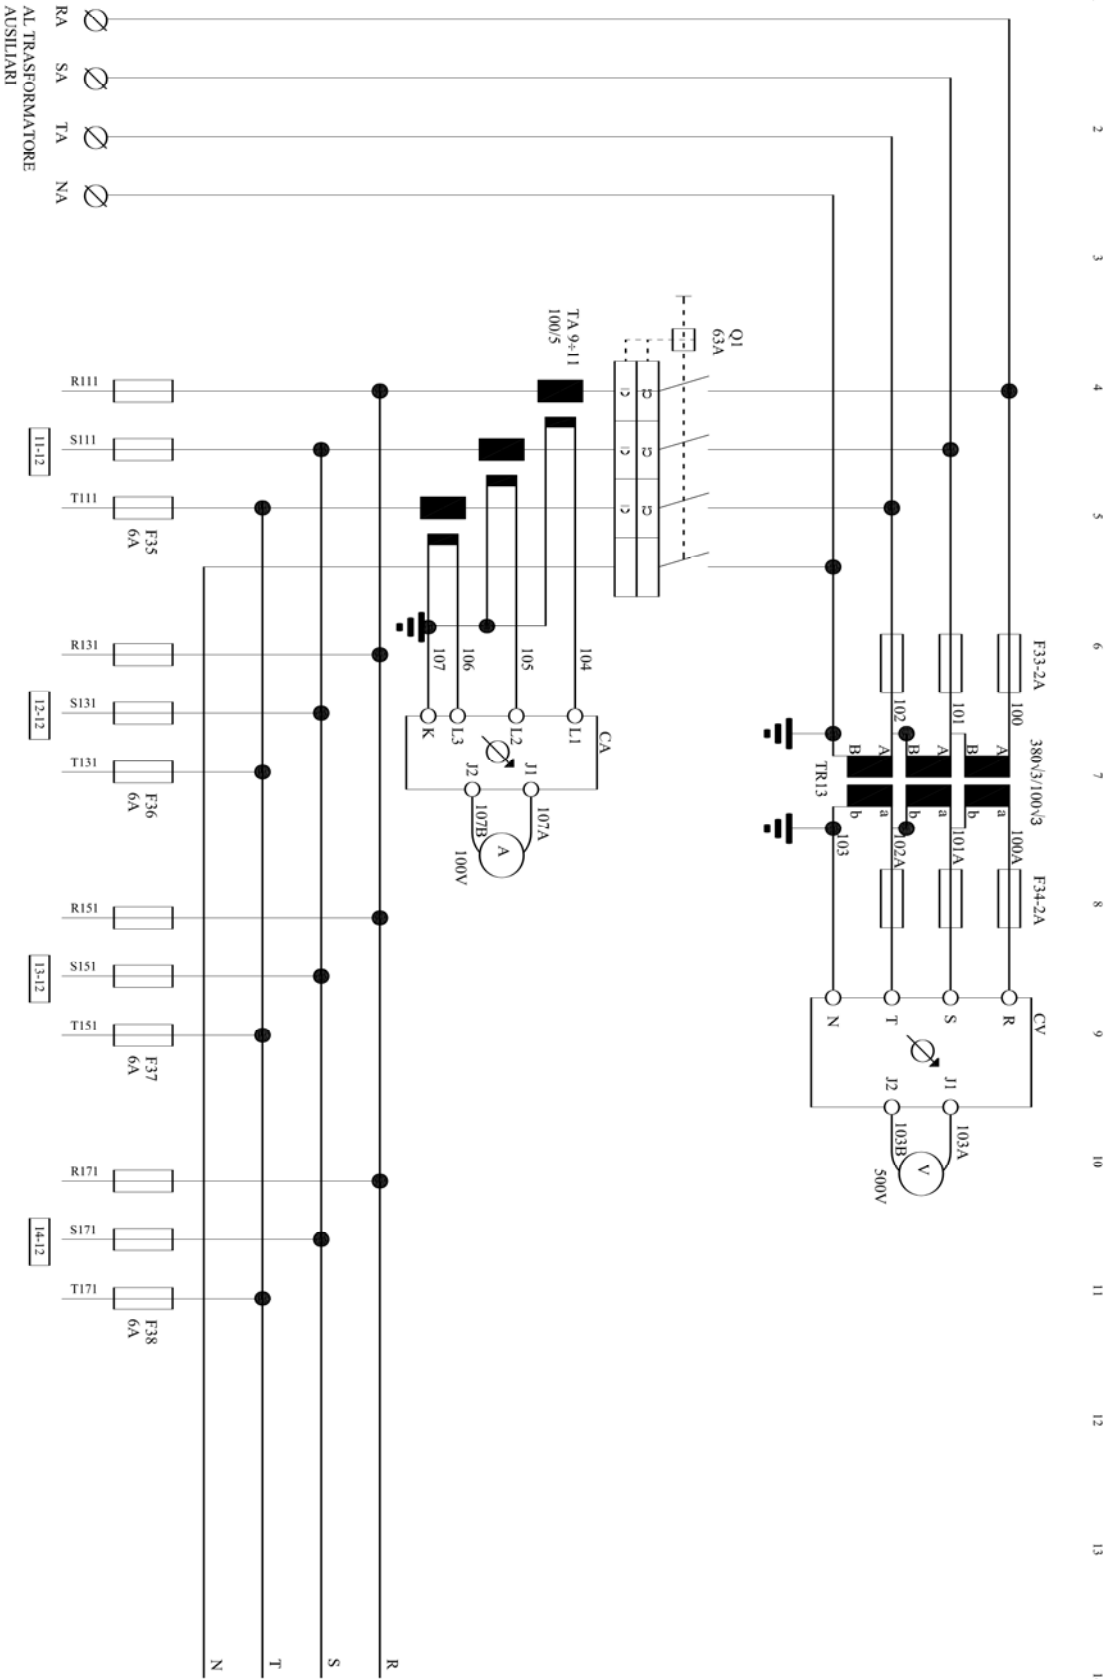 RA
SA
TA
NA
AL TRASFORMATORE
AUSILIARI
2
3
4
5
6
7
8
9
10
11
12
13
1
Q1
63A
TA 9÷11
100/5
F33-2A
100
101
102
380√3/100√3
A
B
A
B
A
B
a
b
a
b
a
b
TR13
100A
101A
102A
103
F34-2A
CV
R
S
T
N
J1
J2
103A
103B
V
500V
104
105
106
107
CA
L1
L2
L3
K
J1
J2
107A
107B
A
100V
R111
S111
T111
11-12
F35
6A
R131
S131
T131
12-12
F36
6A
R151
S151
T151
13-12
F37
6A
R171
S171
T171
14-12
F38
6A
R
S
T
N